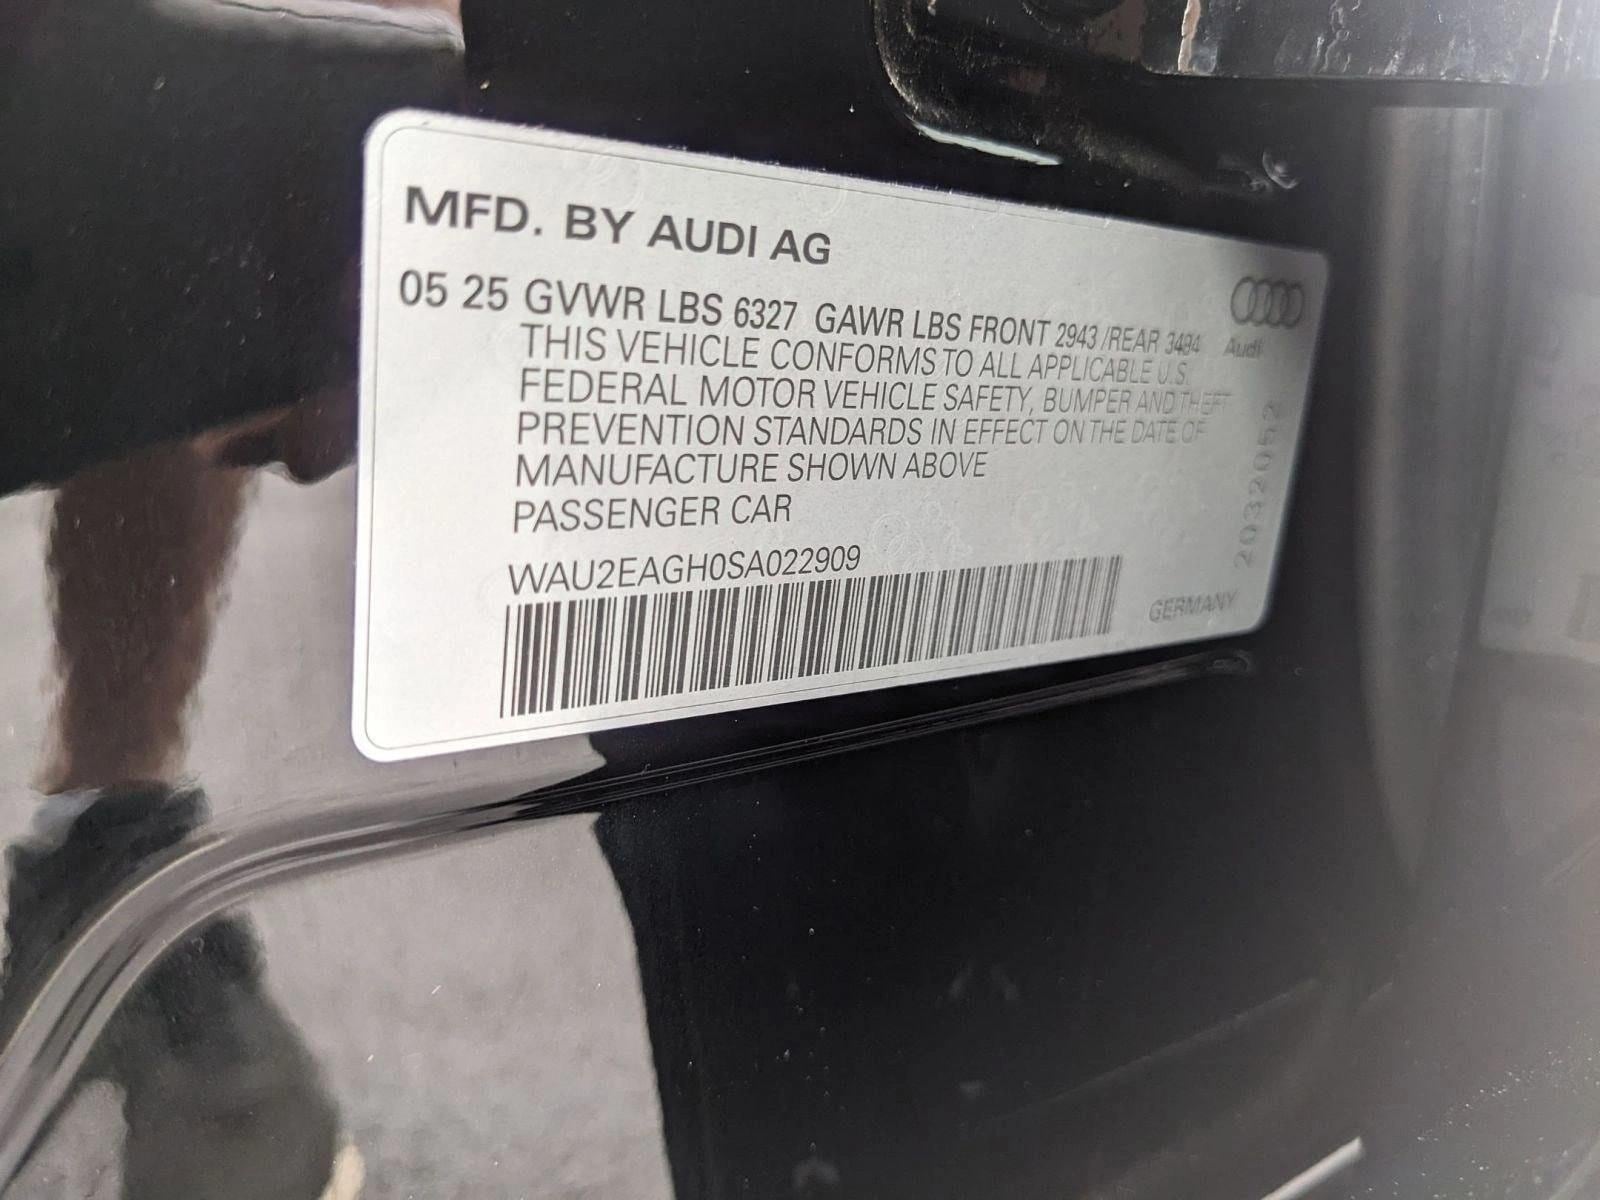 MFD. BY AUDI AG
05 25 GVWR LBS 6327 GAWR LBS FRONT 2943 /REAR 3494
THIS VEHICLE CONFORMS TO ALL APPLICABLE U.S.
FEDERAL MOTOR VEHICLE SAFETY, BUMPER AND THEFT
PREVENTION STANDARDS IN EFFECT ON THE DATE OF
MANUFACTURE SHOWN ABOVE
PASSENGER CAR
WAU2EAGH0SA022909
GERMANY
Audi
2032052